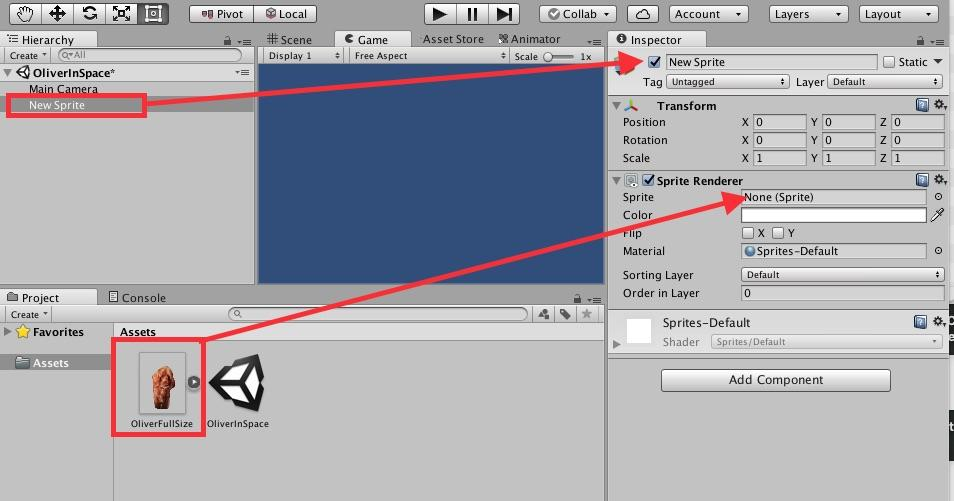 Pivot Local Collab Account Layers Layout
Hierarchy
Create All
OliverInSpace*
Main Camera
New Sprite
Scene Game Asset Store Animator
Display 1 Free Aspect Scale 1x
Inspector
New Sprite Static
Tag Untagged Layer Default
Transform
Position X 0 Y 0 Z 0
Rotation X 0 Y 0 Z 0
Scale X 1 Y 1 Z 1
Sprite Renderer
Sprite None (Sprite)
Color
Flip X Y
Material Sprites-Default
Sorting Layer Default
Order in Layer 0
Sprites-Default
Shader Sprites/Default
Add Component
Project Console
Create
Favorites
Assets
Assets
OliverFullSize OliverInSpace